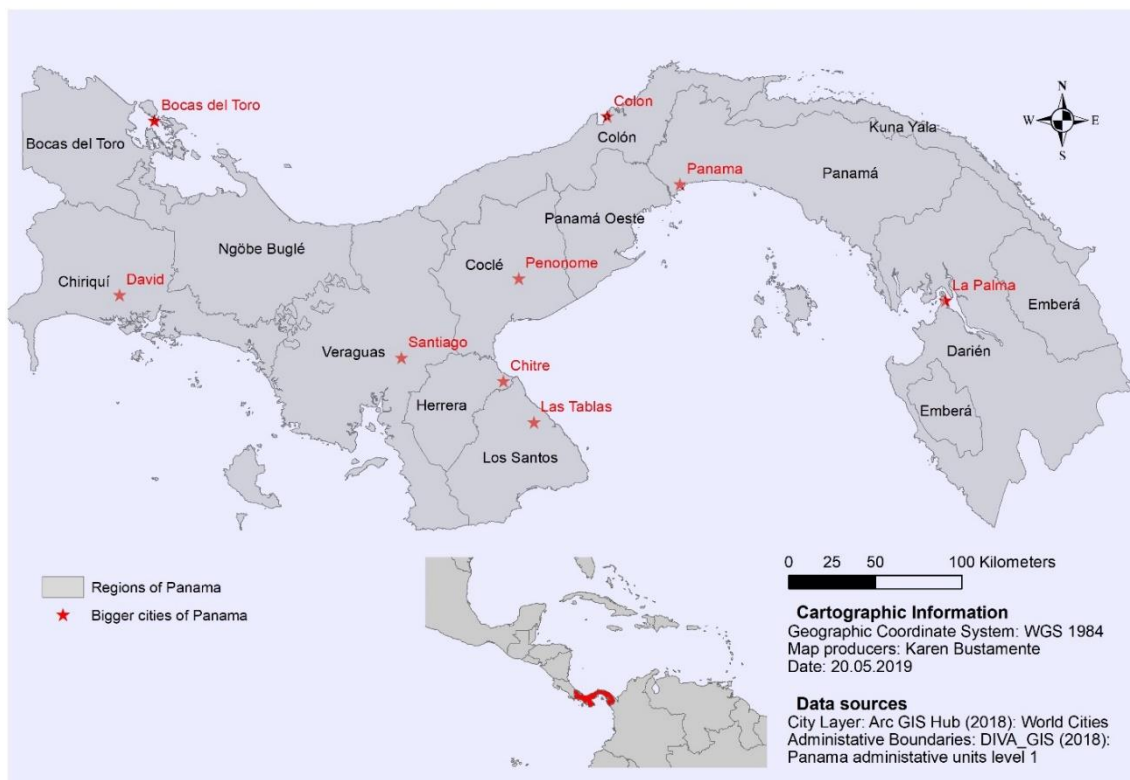 Bocas del Toro
Bocas del Toro
Colon
Colón
Kuna Yala
N
W E
S
Panama
Panamá
Panamá Oeste
Ngöbe Buglé
Coclé
Penonome
Chiriquí
David
La Palma
Emberá
Veraguas
Santiago
Darién
Chitre
Herrera
Las Tablas
Emberá
Los Santos
Regions of Panama
Bigger cities of Panama
0 25 50 100 Kilometers
Cartographic Information
Geographic Coordinate System: WGS 1984
Map producers: Karen Bustamente
Date: 20.05.2019
Data sources
City Layer: Arc GIS Hub (2018): World Cities
Administative Boundaries: DIVA_GIS (2018):
Panama administative units level 1